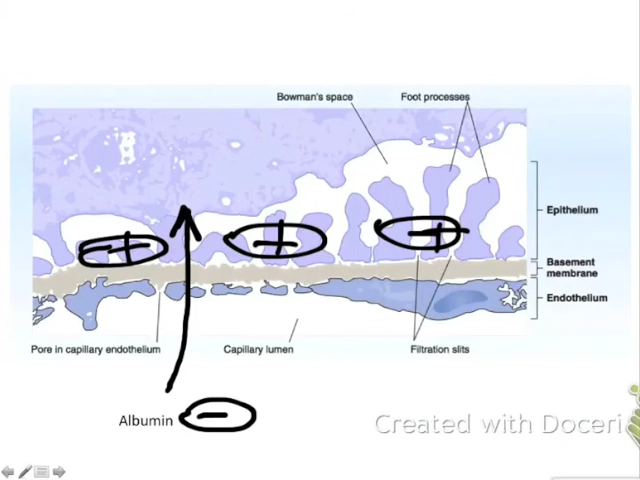 Bowman's space
Foot processes
Epithelium
Basement
membrane
Endothelium
Pore in capillary endothelium
Capillary lumen
Filtration slits
+
+
+
Albumin −
Created with Doceri